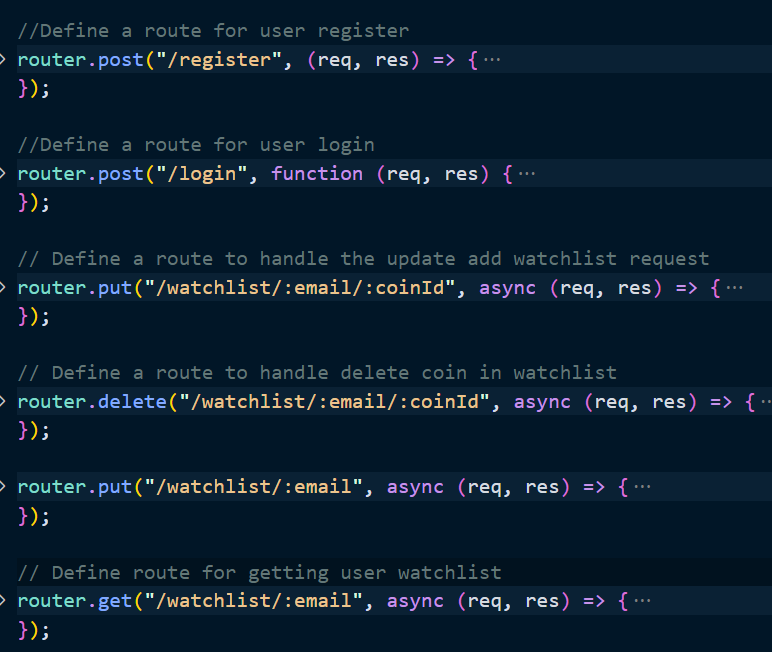 //Define a route for user register
router.post("/register", (req, res) => {···
});
//Define a route for user login
router.post("/login", function (req, res) {···
});
// Define a route to handle the update add watchlist request
router.put("/watchlist/:email/:coinId", async (req, res) => {···
});
// Define a route to handle delete coin in watchlist
router.delete("/watchlist/:email/:coinId", async (req, res) => {··
});
router.put("/watchlist/:email", async (req, res) => {···
});
// Define route for getting user watchlist
router.get("/watchlist/:email", async (req, res) => {···
});